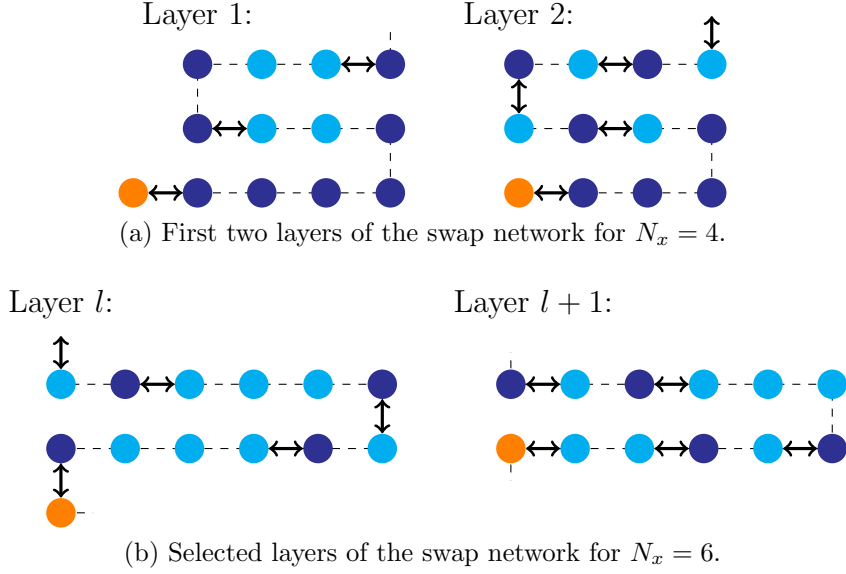 Layer 1:
Layer 2:
(a) First two layers of the swap network for $N_x = 4$.
Layer $l$:
Layer $l + 1$:
(b) Selected layers of the swap network for $N_x = 6$.